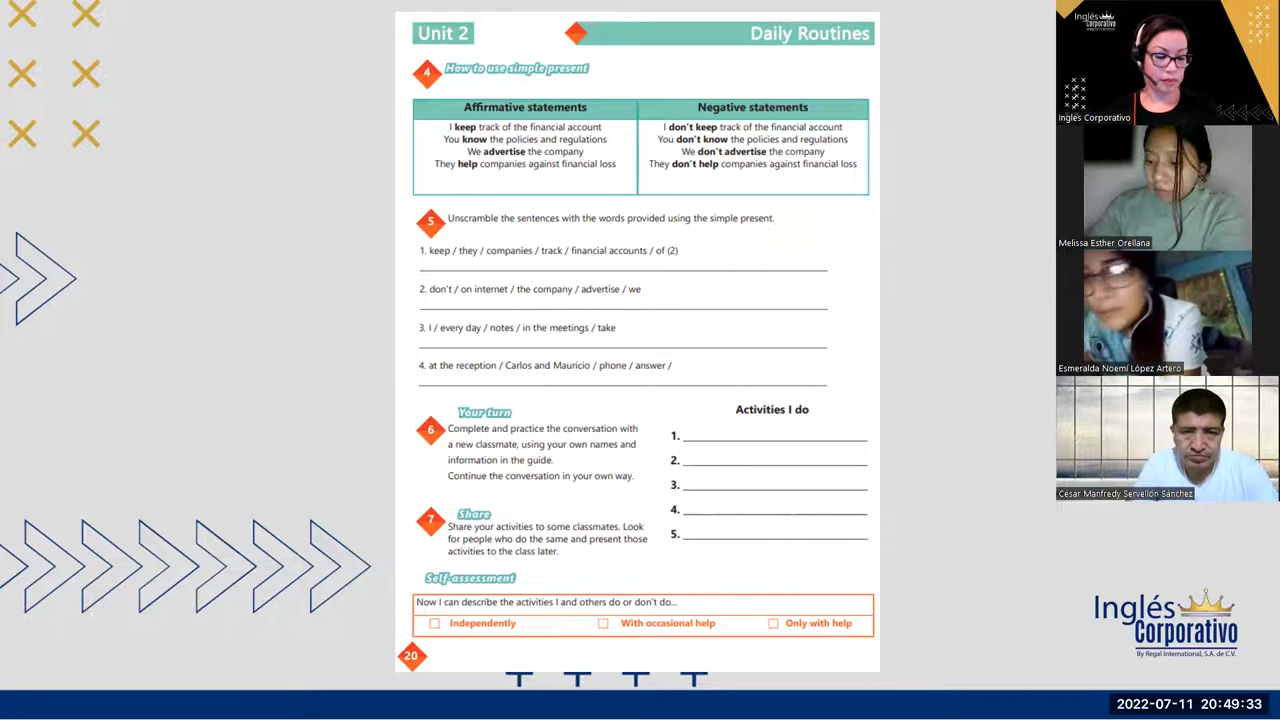 Unit 2
Daily Routines
4
How to use simple present
Affirmative statements
Negative statements
I keep track of the financial account
You know the policies and regulations
We advertise the company
They help companies against financial loss
I don't keep track of the financial account
You don't know the policies and regulations
We don't advertise the company
They don't help companies against financial loss
5
Unscramble the sentences with the words provided using the simple present.
1. keep / they / companies / track / financial accounts / of (2)
2. don't / on internet / the company / advertise / we
3. I / every day / notes / in the meetings / take
4. at the reception / Carlos and Mauricio / phone / answer /
6
Your turn
Complete and practice the conversation with
a new classmate, using your own names and
information in the guide.
Continue the conversation in your own way.
Activities I do
1.
2.
3.
4.
5.
7
Share
Share your activities to some classmates. Look
for people who do the same and present those
activities to the class later.
Self-assessment
Now I can describe the activities I and others do or don't do...
Independently
With occasional help
Only with help
20
Inglés
Corporativo
Inglés Corporativo
Melissa Esther Orellana
Esmeralda Noemí López Artero
César Manfredy Servellón Sánchez
Inglés
Corporativo
By Regal International, S.A. de C.V.
2022-07-11 20:49:33